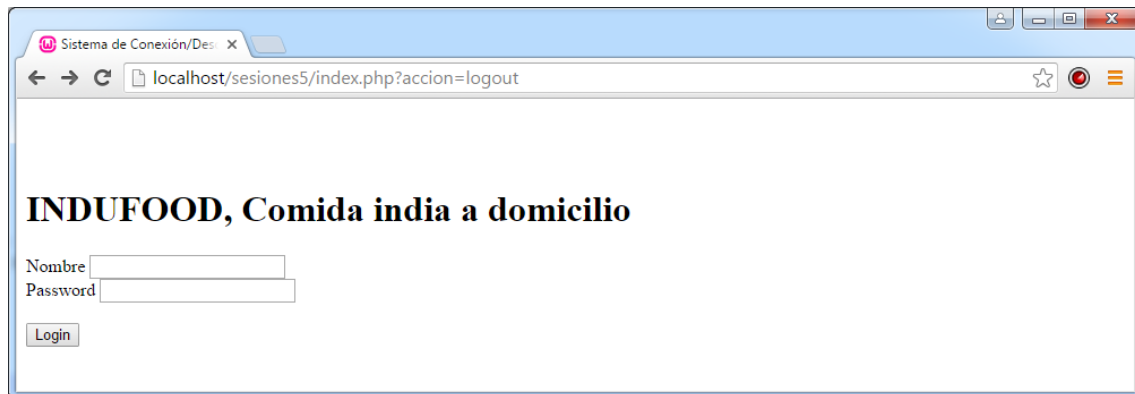 Sistema de Conexión/Des
localhost/sesiones5/index.php?accion=logout
INDUFOOD, Comida india a domicilio
Nombre
Password
Login